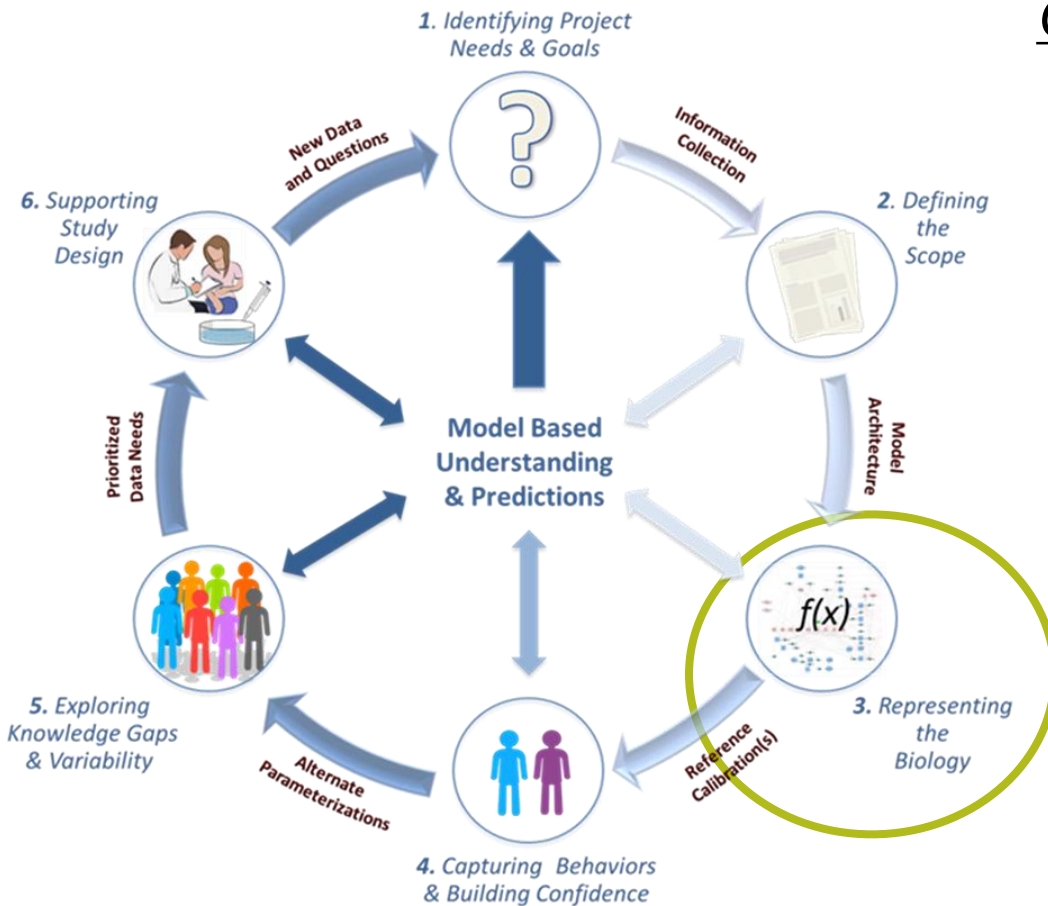 1. Identifying Project
Needs & Goals
Information
Collection
2. Defining
the
Scope
Model
Architecture
f(x)
3. Representing
the
Biology
Reference
Calibration(s)
4. Capturing Behaviors
& Building Confidence
Alternate
Parameterizations
5. Exploring
Knowledge Gaps
& Variability
Prioritized
Data Needs
6. Supporting
Study
Design
New Data
and Questions
Model Based
Understanding
& Predictions